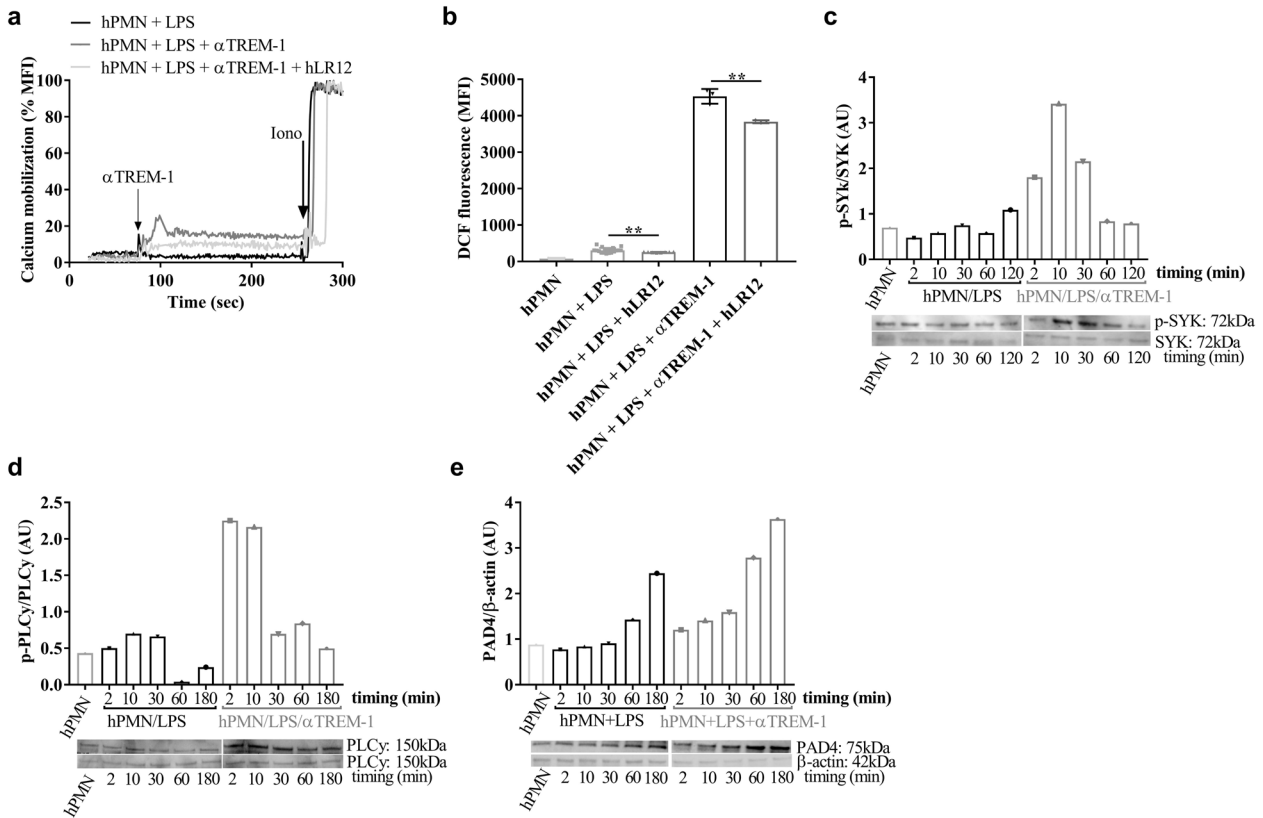 a
hPMN + LPS
hPMN + LPS + αTREM-1
hPMN + LPS + αTREM-1 + hLR12
Calcium mobilization (% MFI)
100
80
60
40
20
0
αTREM-1
Iono
0 100 200 300
Time (sec)
b
DCF fluorescence (MFI)
5000
4000
3000
2000
1000
0
**
**
hPMN
hPMN + LPS
hPMN + LPS + hLR12
hPMN + LPS + αTREM-1
hPMN + LPS + αTREM-1 + hLR12
c
p-SYk/SYK (AU)
4
3
2
1
0
hPMN
2 10 30 60 120 2 10 30 60 120 timing (min)
hPMN/LPS hPMN/LPS/αTREM-1
p-SYK: 72kDa
SYK: 72kDa
hPMN 2 10 30 60 120 2 10 30 60 120 timing (min)
d
p-PLCy/PLCy (AU)
2.5
2.0
1.5
1.0
0.5
0.0
hPMN
2 10 30 60 180 2 10 30 60 180 timing (min)
hPMN/LPS hPMN/LPS/αTREM-1
PLCy: 150kDa
PLCy: 150kDa
hPMN 2 10 30 60 180 2 10 30 60 180 timing (min)
e
PAD4/β-actin (AU)
4
3
2
1
0
hPMN
2 10 30 60 180 2 10 30 60 180 timing (min)
hPMN+LPS hPMN+LPS+αTREM-1
PAD4: 75kDa
β-actin: 42kDa
hPMN 2 10 30 60 180 2 10 30 60 180 timing (min)